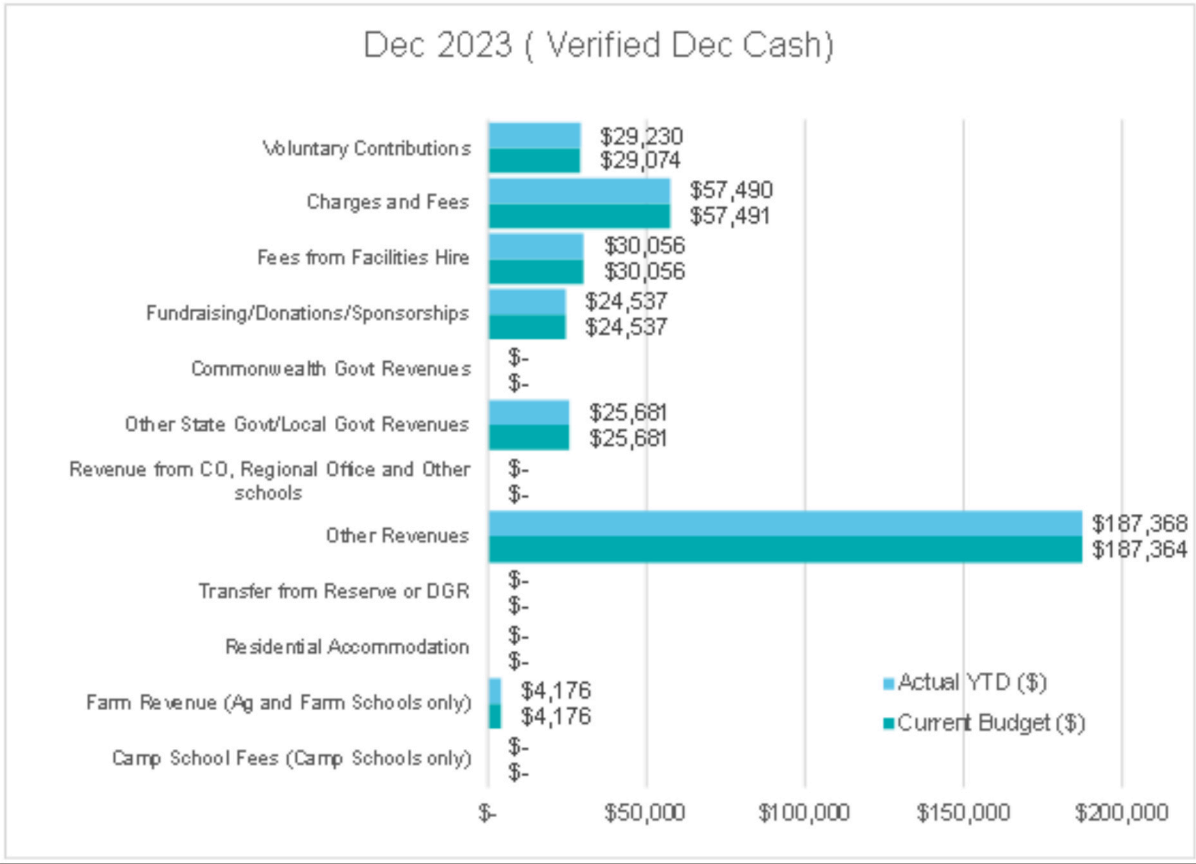 Dec 2023 ( Verified Dec Cash)
Voluntary Contributions
$29,230
$29,074
Charges and Fees
$57,490
$57,491
Fees from Facilities Hire
$30,056
$30,056
Fundraising/Donations/Sponsorships
$24,537
$24,537
Commonwealth Govt Revenues
$-
$-
Other State Govt/Local Govt Revenues
$25,681
$25,681
Revenue from CO, Regional Office and Other
schools
$-
$-
Other Revenues
$187,368
$187,364
Transfer from Reserve or DGR
$-
$-
Residential Accommodation
$-
$-
Farm Revenue (Ag and Farm Schools only)
$4,176
$4,176
Camp School Fees (Camp Schools only)
$-
$-
Actual YTD ($)
Current Budget ($)
$- $50,000 $100,000 $150,000 $200,000